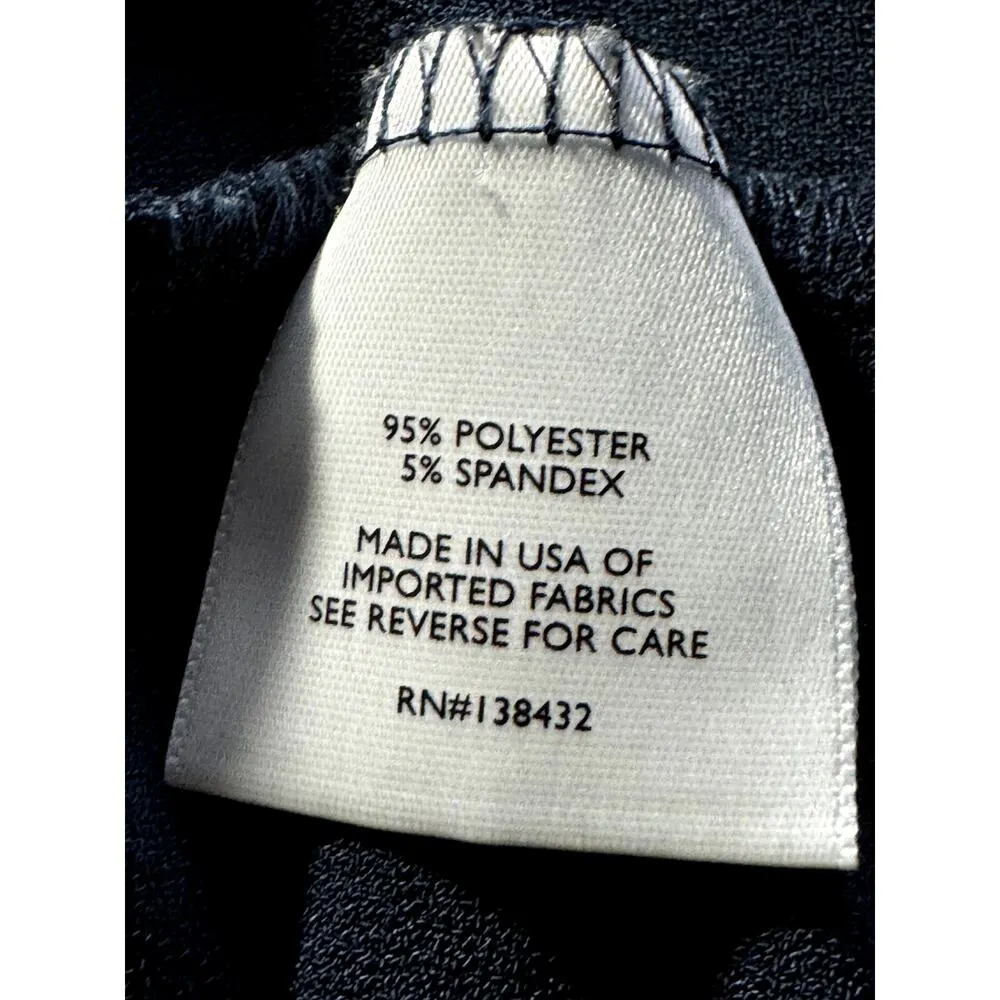 95% POLYESTER
5% SPANDEX
MADE IN USA OF
IMPORTED FABRICS
SEE REVERSE FOR CARE
RN#138432